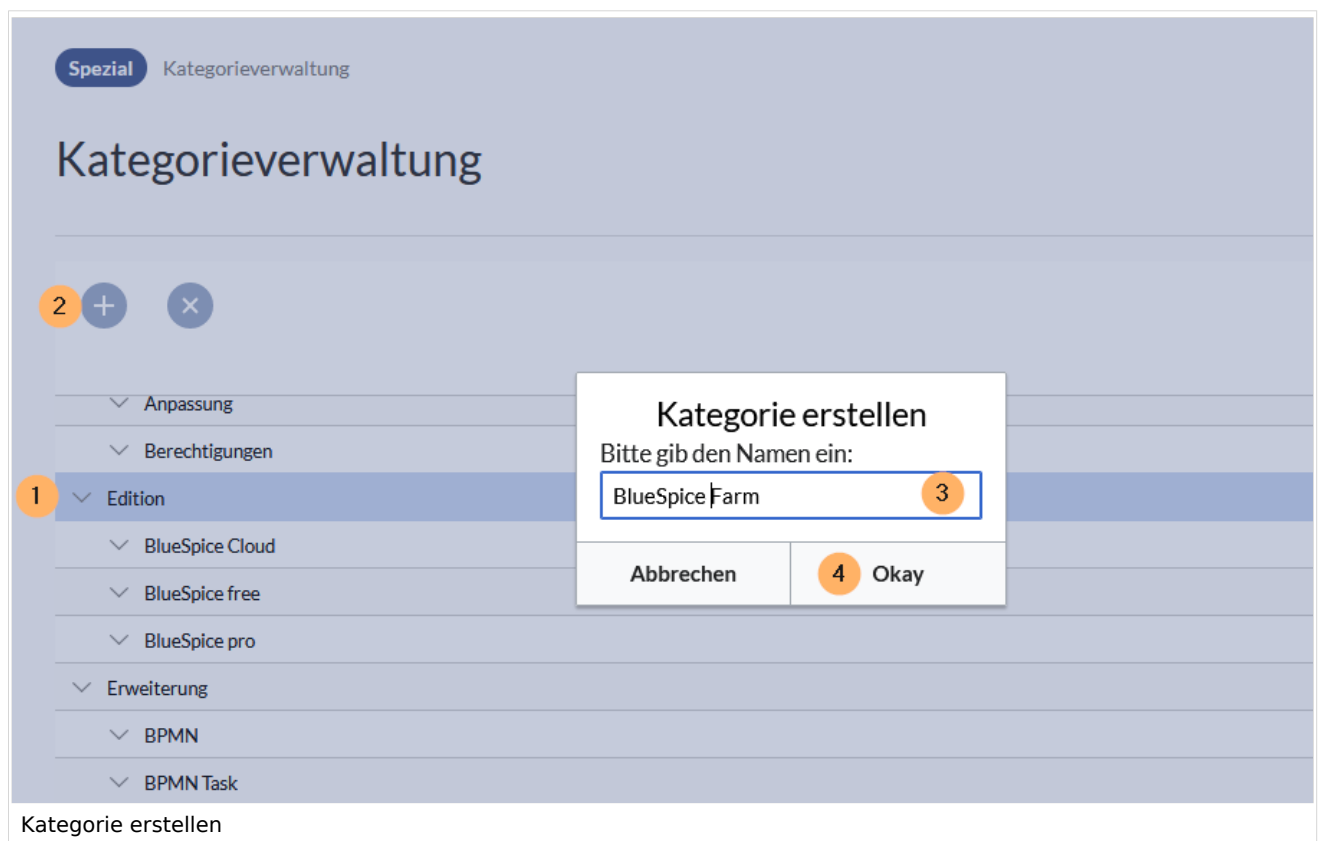 Spezial Kategorieverwaltung
Kategorieverwaltung
2
Anpassung
Berechtigungen
1 Edition
BlueSpice Cloud
BlueSpice free
BlueSpice pro
Erweiterung
BPMN
BPMN Task
Kategorie erstellen
Bitte gib den Namen ein:
BlueSpice Farm 3
Abbrechen 4 Okay
Kategorie erstellen